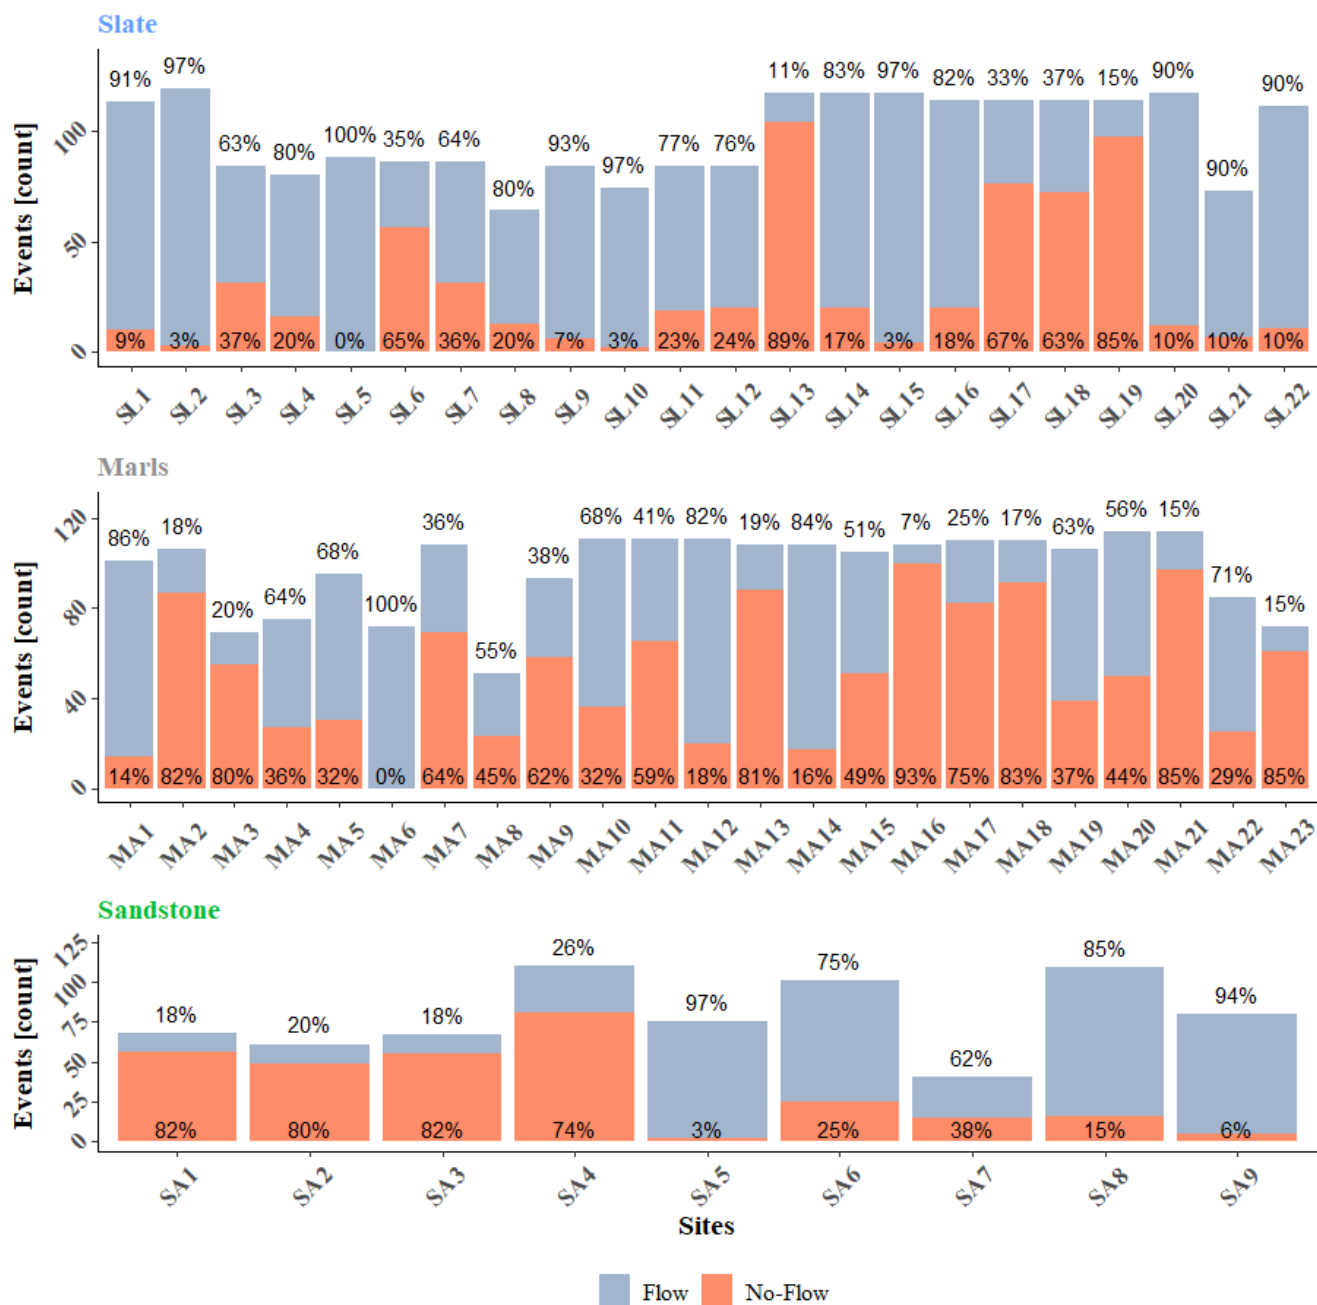 Slate
Events [count]
100
50
0
91% 97% 63% 80% 100% 35% 64% 80% 93% 97% 77% 76% 11% 83% 97% 82% 33% 37% 15% 90% 90% 90%
9% 3% 37% 20% 0% 65% 36% 20% 7% 3% 23% 24% 89% 17% 3% 18% 67% 63% 85% 10% 10% 10%
SL1 SL2 SL3 SL4 SL5 SL6 SL7 SL8 SL9 SL10 SL11 SL12 SL13 SL14 SL15 SL16 SL17 SL18 SL19 SL20 SL21 SL22
Marls
Events [count]
120
80
40
0
86% 18% 20% 64% 68% 100% 36% 55% 38% 68% 41% 82% 19% 84% 51% 7% 25% 17% 63% 56% 15% 71% 15%
14% 82% 80% 36% 32% 0% 64% 45% 62% 32% 59% 18% 81% 16% 49% 93% 75% 83% 37% 44% 85% 29% 85%
MA1 MA2 MA3 MA4 MA5 MA6 MA7 MA8 MA9 MA10 MA11 MA12 MA13 MA14 MA15 MA16 MA17 MA18 MA19 MA20 MA21 MA22 MA23
Sandstone
Events [count]
125
100
75
50
25
0
18% 20% 18% 26% 97% 75% 62% 85% 94%
82% 80% 82% 74% 3% 25% 38% 15% 6%
SA1 SA2 SA3 SA4 SA5 SA6 SA7 SA8 SA9
Sites
Flow No-Flow